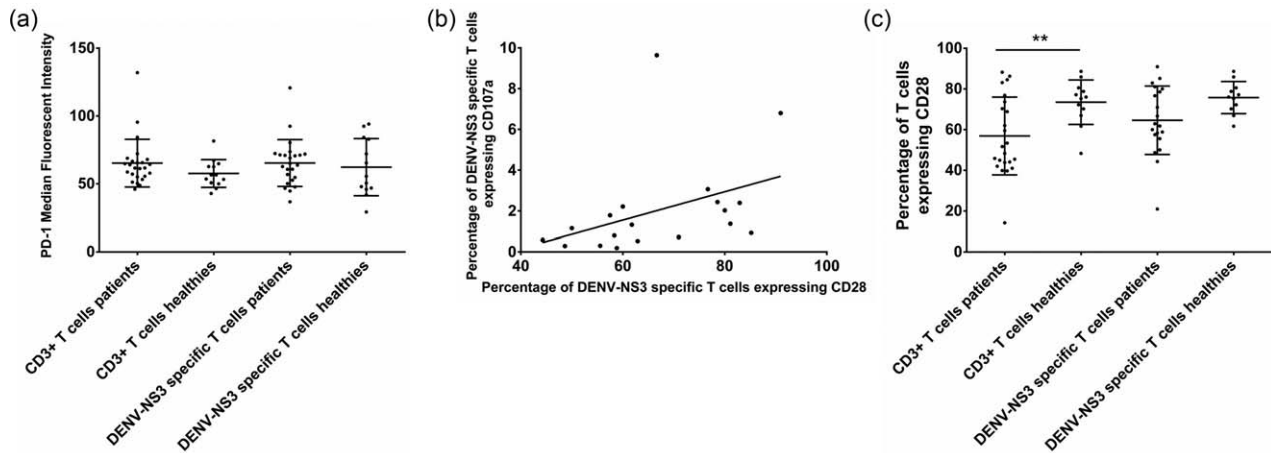 (a)
PD-1 Median Fluorescent Intensity
150
100
50
0
CD3+ T cells patients
CD3+ T cells healthies
DENV-NS3 specific T cells patients
DENV-NS3 specific T cells healthies
(b)
Percentage of DENV-NS3 specific T cells
expressing CD107a
10
8
6
4
2
0
40
60
80
100
Percentage of DENV-NS3 specific T cells expressing CD28
(c)
Percentage of T cells
expressing CD28
100
80
60
40
20
0
**
CD3+ T cells patients
CD3+ T cells healthies
DENV-NS3 specific T cells patients
DENV-NS3 specific T cells healthies